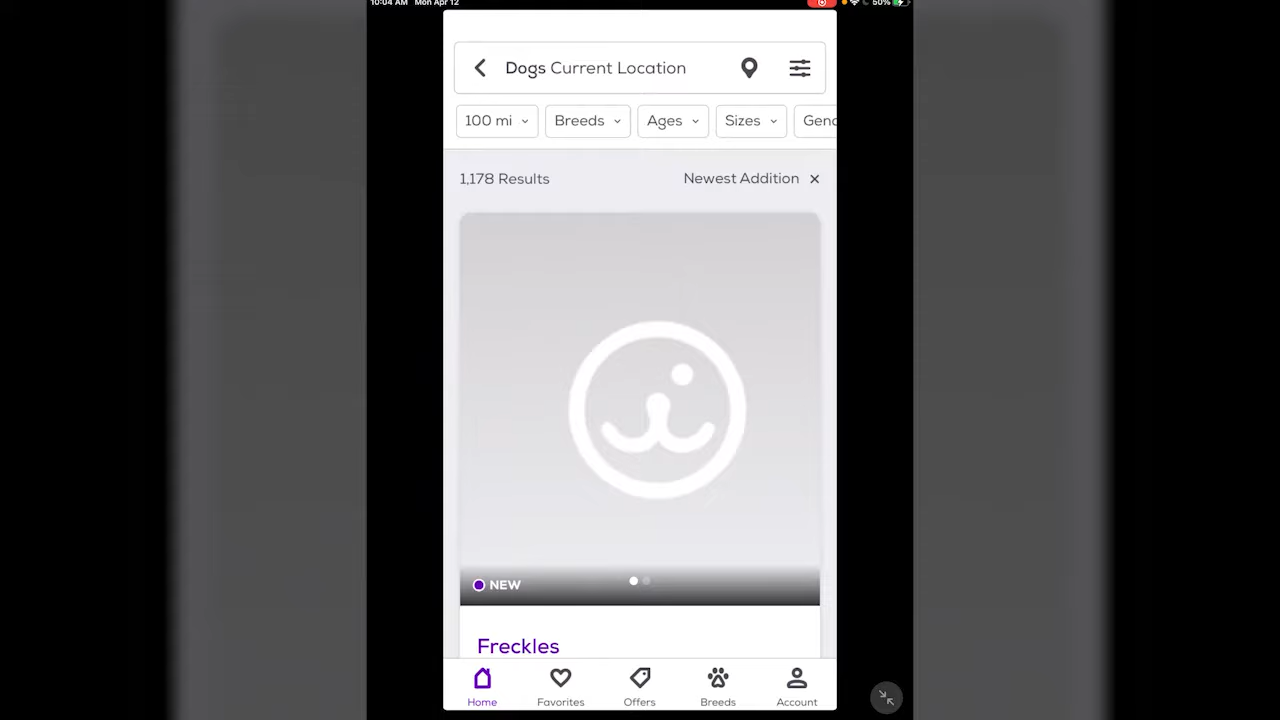 10:04 AM Mon Apr 12 50%
Dogs Current Location
100 mi Breeds Ages Sizes Genc
1,178 Results Newest Addition
NEW
Freckles
Home Favorites Offers Breeds Account